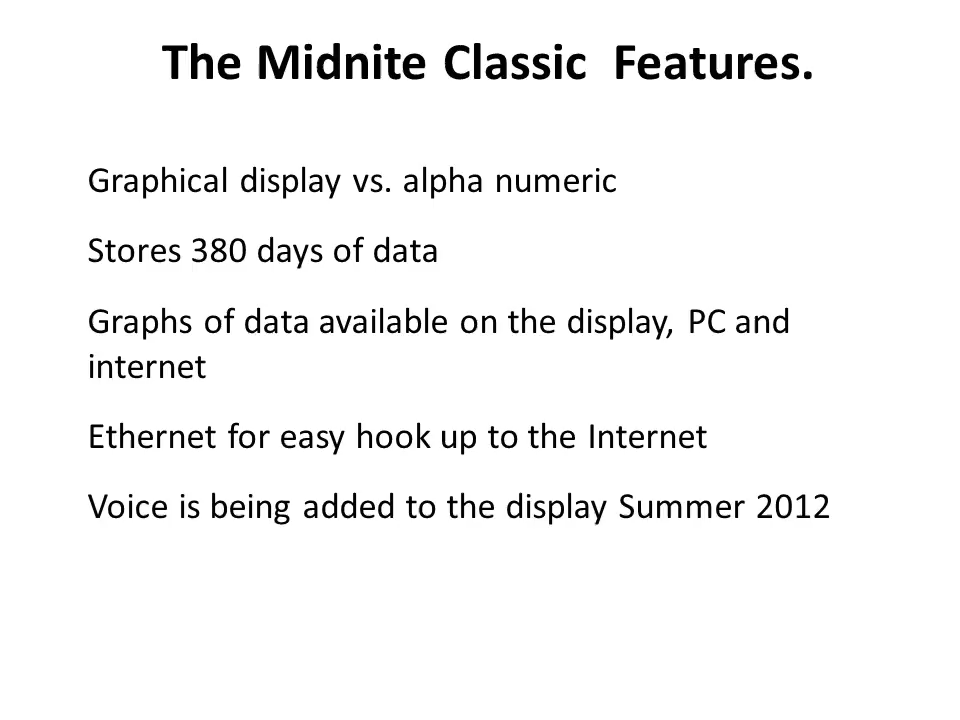 The Midnite Classic  Features.
Graphical display vs. alpha numeric
Stores 380 days of data
Graphs of data available on the display, PC and
internet
Ethernet for easy hook up to the Internet
Voice is being added to the display Summer 2012